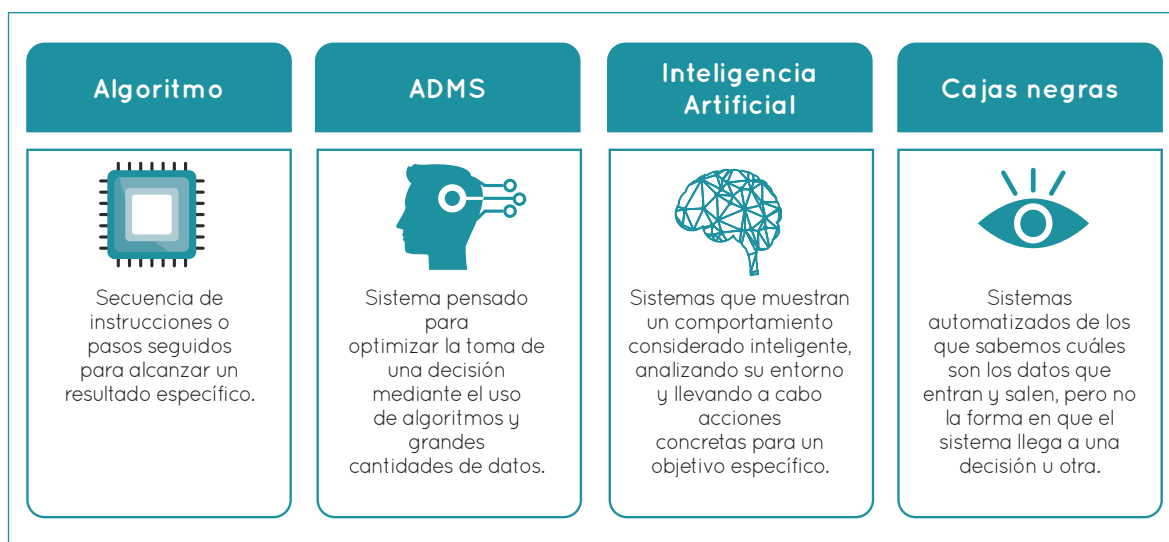 Algoritmo
Secuencia de
instrucciones o
pasos seguidos
para alcanzar un
resultado específico.
ADMS
Sistema pensado
para
optimizar la toma de
una decisión
mediante el uso
de algoritmos y
grandes
cantidades de datos.
Inteligencia
Artificial
Sistemas que muestran
un comportamiento
considerado inteligente,
analizando su entorno
y llevando a cabo
acciones
concretas para un
objetivo específico.
Cajas negras
Sistemas
automatizados de los
que sabemos cuáles
son los datos que
entran y salen, pero no
la forma en que el
sistema llega a una
decisión u otra.